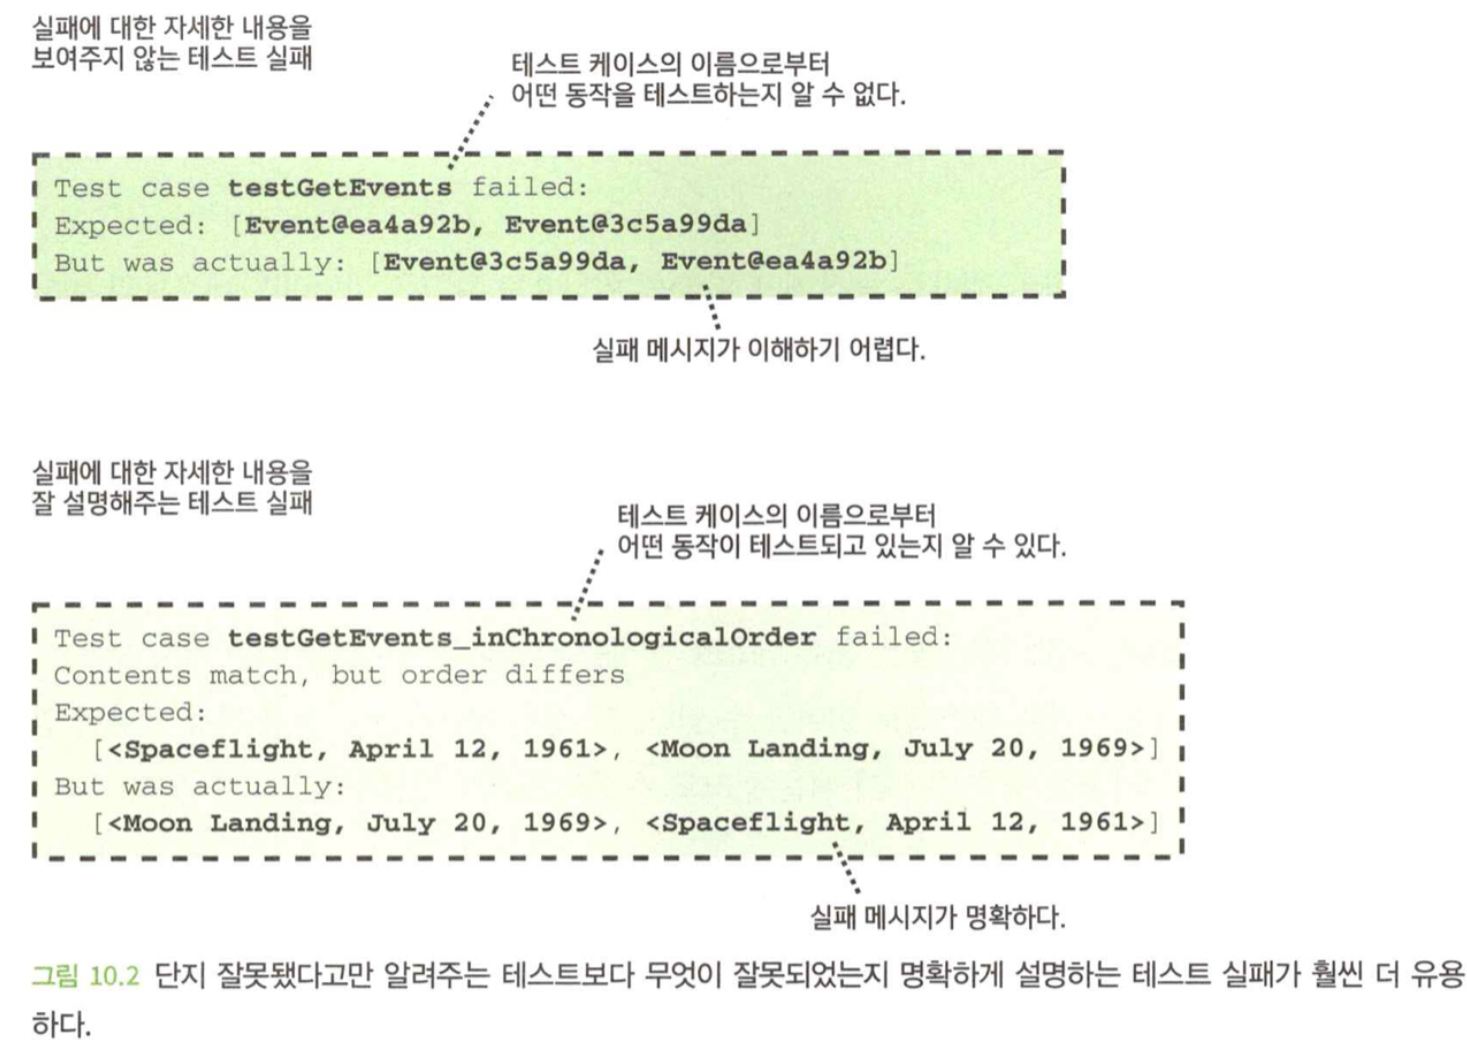 실패에 대한 자세한 내용을
보여주지 않는 테스트 실패
테스트 케이스의 이름으로부터
어떤 동작을 테스트하는지 알 수 없다.
Test case testGetEvents failed:
Expected: [Event@ea4a92b, Event@3c5a99da]
But was actually: [Event@3c5a99da, Event@ea4a92b]
실패 메시지가 이해하기 어렵다.
실패에 대한 자세한 내용을
잘 설명해주는 테스트 실패
테스트 케이스의 이름으로부터
어떤 동작이 테스트되고 있는지 알 수 있다.
Test case testGetEvents_inChronologicalOrder failed:
Contents match, but order differs
Expected:
[<Spaceflight, April 12, 1961>, <Moon Landing, July 20, 1969>]
But was actually:
[<Moon Landing, July 20, 1969>, <Spaceflight, April 12, 1961>]
실패 메시지가 명확하다.
그림 10.2 단지 잘못됐다고만 알려주는 테스트보다 무엇이 잘못되었는지 명확하게 설명하는 테스트 실패가 훨씬 더 유용
하다.